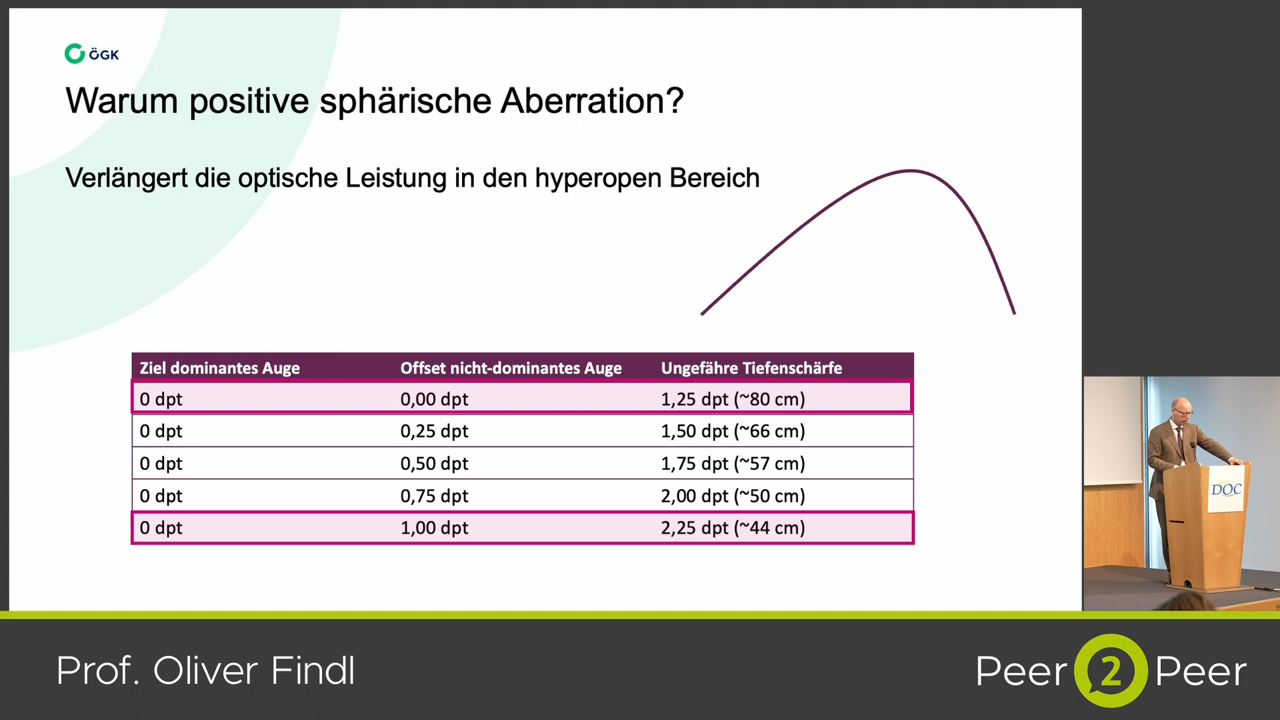 ÖGK
Warum positive sphärische Aberration?
Verlängert die optische Leistung in den hyperopen Bereich
Ziel dominantes Auge Offset nicht-dominantes Auge Ungefähre Tiefenschärfe
0 dpt 0,00 dpt 1,25 dpt (~80 cm)
0 dpt 0,25 dpt 1,50 dpt (~66 cm)
0 dpt 0,50 dpt 1,75 dpt (~57 cm)
0 dpt 0,75 dpt 2,00 dpt (~50 cm)
0 dpt 1,00 dpt 2,25 dpt (~44 cm)
DOC
Prof. Oliver Findl
Peer 2 Peer